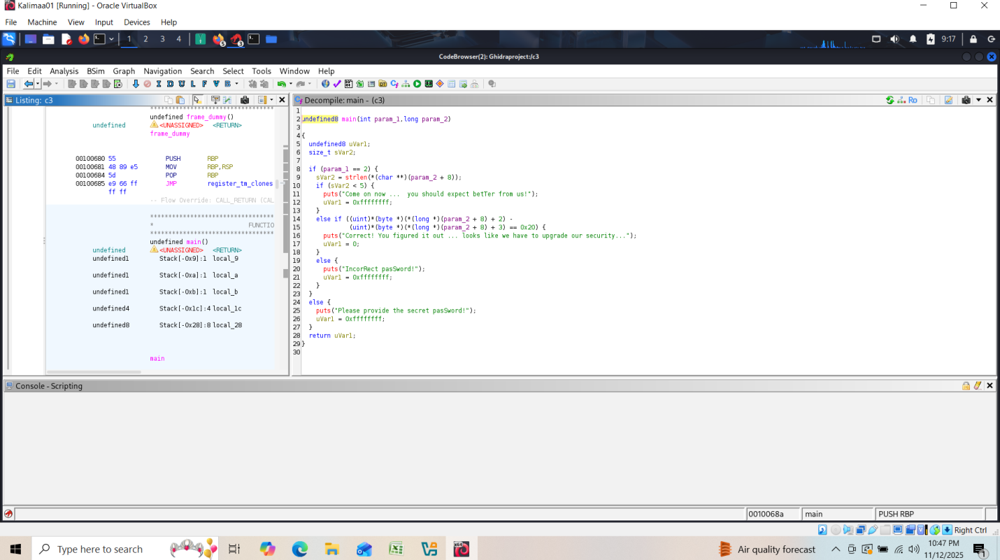 Kalimaa01 [Running] - Oracle VirtualBox
File Machine View Input Devices Help
1 2 3 4 5 3 9:17
CodeBrowser(2): Ghidraproject:/c3
File Edit Analysis BSim Graph Navigation Search Select Tools Window Help
I D U L F V B
Listing: c3
**********************************
undefined frame_dummy()
undefined <UNASSIGNED> <RETURN>
frame_dummy
00100680 55 PUSH RBP
00100681 48 89 e5 MOV RBP,RSP
00100684 5d POP RBP
00100685 e9 66 ff JMP register_tm_clones
ff ff
-- Flow Override: CALL_RETURN (CAL
**********************************
* FUNCTIO
**********************************
undefined main()
undefined <UNASSIGNED> <RETURN>
undefined1 Stack[-0x9]:1 local_9
undefined1 Stack[-0xa]:1 local_a
undefined1 Stack[-0xb]:1 local_b
undefined4 Stack[-0x1c]:4 local_1c
undefined8 Stack[-0x28]:8 local_28
main
Decompile: main - (c3)
Ro
1
2 undefined8 main(int param_1,long param_2)
3
4 {
5 undefined8 uVar1;
6 size_t sVar2;
7
8 if (param_1 == 2) {
9 sVar2 = strlen(*(char **)(param_2 + 8));
10 if (sVar2 < 5) {
11 puts("Come on now ...  you should expect betTer from us!");
12 uVar1 = 0xffffffff;
13 }
14 else if ((uint)*(byte *)(*(long *)(param_2 + 8) + 2) -
15 (uint)*(byte *)(*(long *)(param_2 + 8) + 3) == 0x20) {
16 puts("Correct! You figured it out ... looks like we have to upgrade our security...");
17 uVar1 = 0;
18 }
19 else {
20 puts("IncorRect pasSword!");
21 uVar1 = 0xffffffff;
22 }
23 }
24 else {
25 puts("Please provide the secret pasSword!");
26 uVar1 = 0xffffffff;
27 }
28 return uVar1;
29 }
30
Console - Scripting
0010068a main PUSH RBP
Right Ctrl
Type here to search
Air quality forecast
10:47 PM
11/12/2025
1